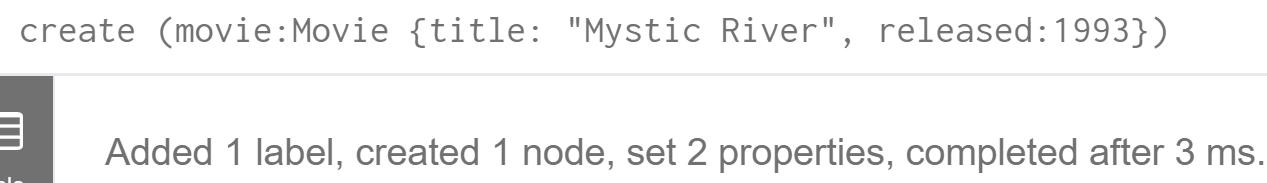 create (movie:Movie {title: "Mystic River", released:1993})
Added 1 label, created 1 node, set 2 properties, completed after 3 ms.